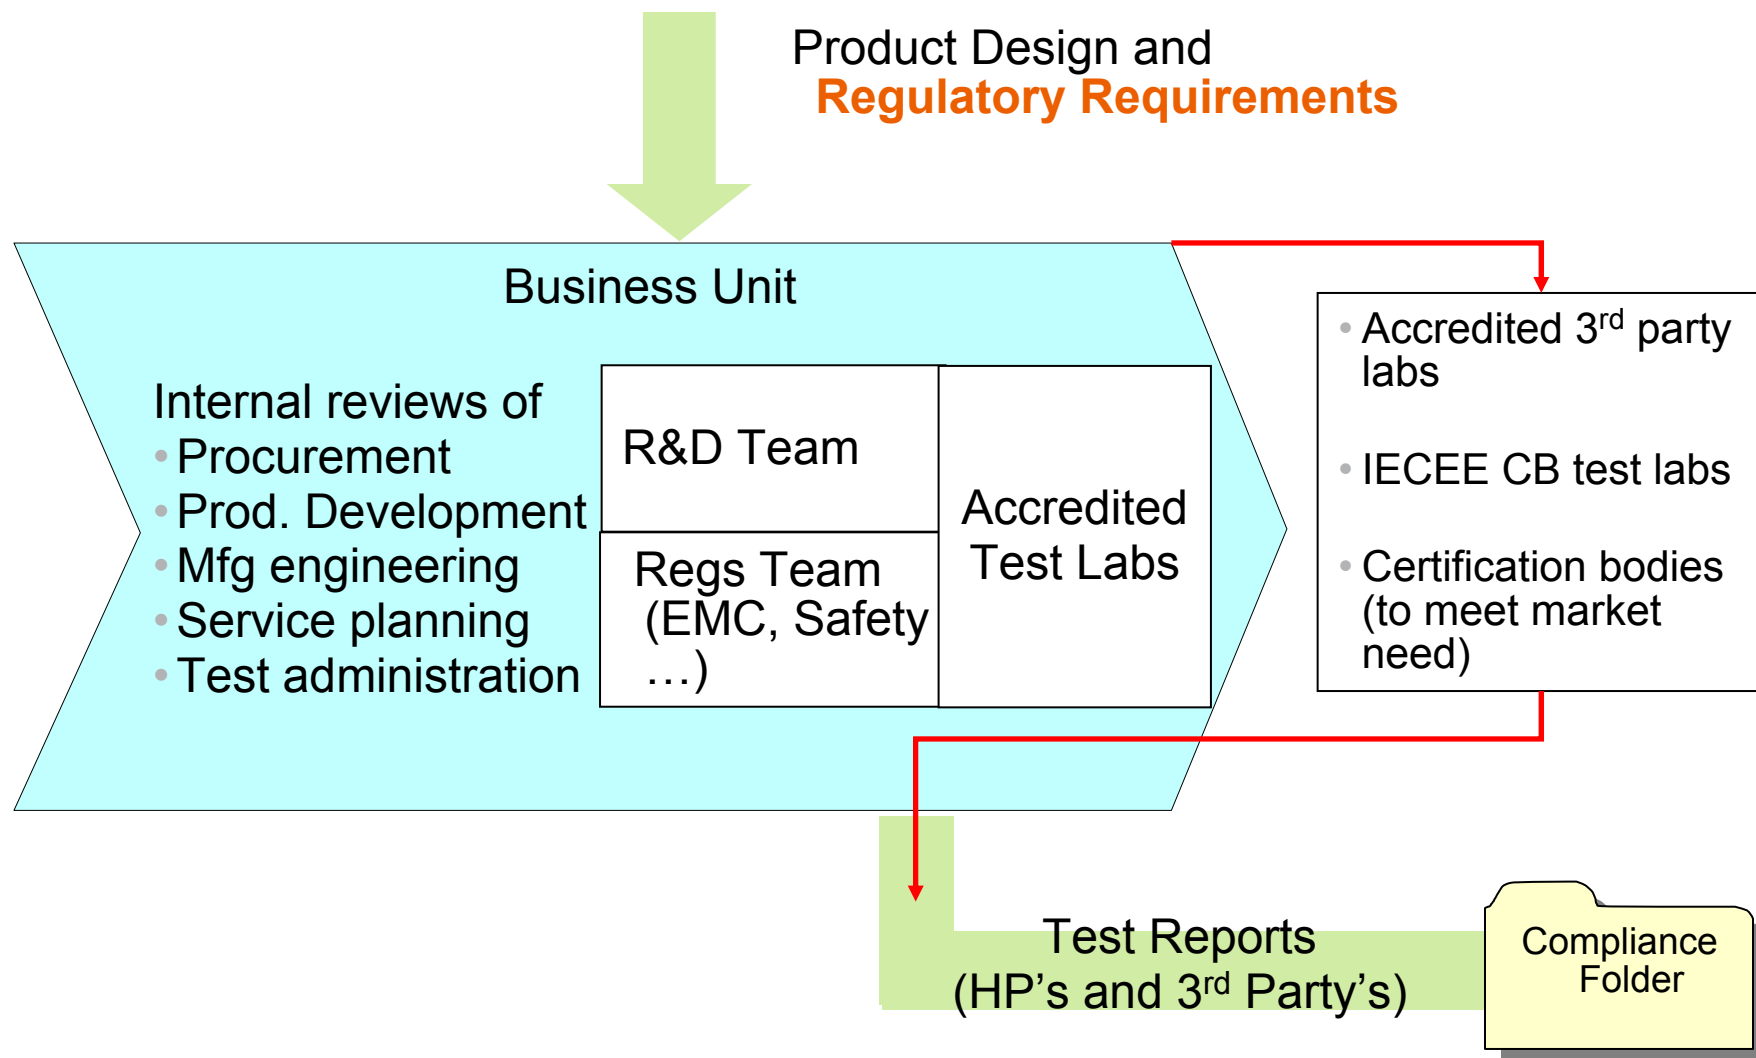 Product Design and
Regulatory Requirements
Business Unit
Internal reviews of
• Procurement
• Prod. Development
• Mfg engineering
• Service planning
• Test administration
R&D Team
Regs Team
(EMC, Safety
…)
Accredited
Test Labs
• Accredited 3rd party
labs
• IECEE CB test labs
• Certification bodies
(to meet market
need)
Test Reports
(HP’s and 3rd Party’s)
Compliance
Folder